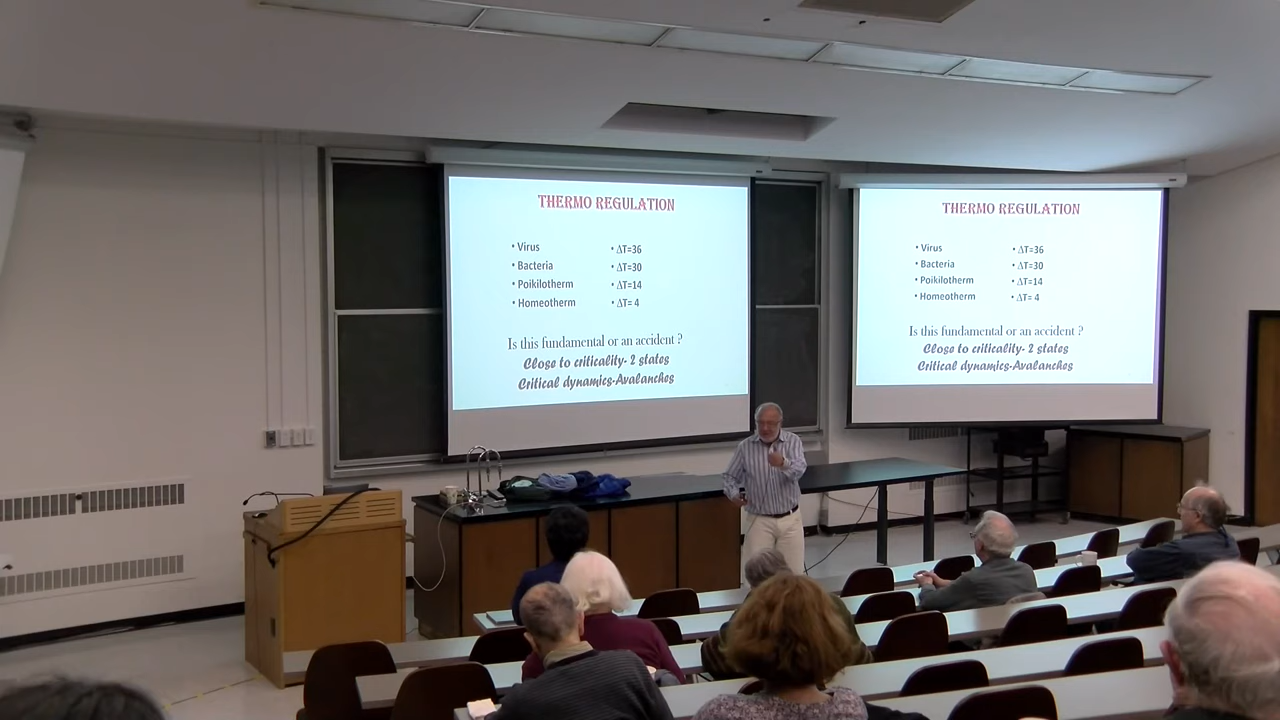 THERMO REGULATION
• Virus • ΔT=36
• Bacteria • ΔT=30
• Poikilotherm • ΔT=14
• Homeotherm • ΔT= 4
Is this fundamental or an accident ?
Close to criticality- 2 states
Critical dynamics-Avalanches
THERMO REGULATION
• Virus • ΔT=36
• Bacteria • ΔT=30
• Poikilotherm • ΔT=14
• Homeotherm • ΔT= 4
Is this fundamental or an accident ?
Close to criticality- 2 states
Critical dynamics-Avalanches